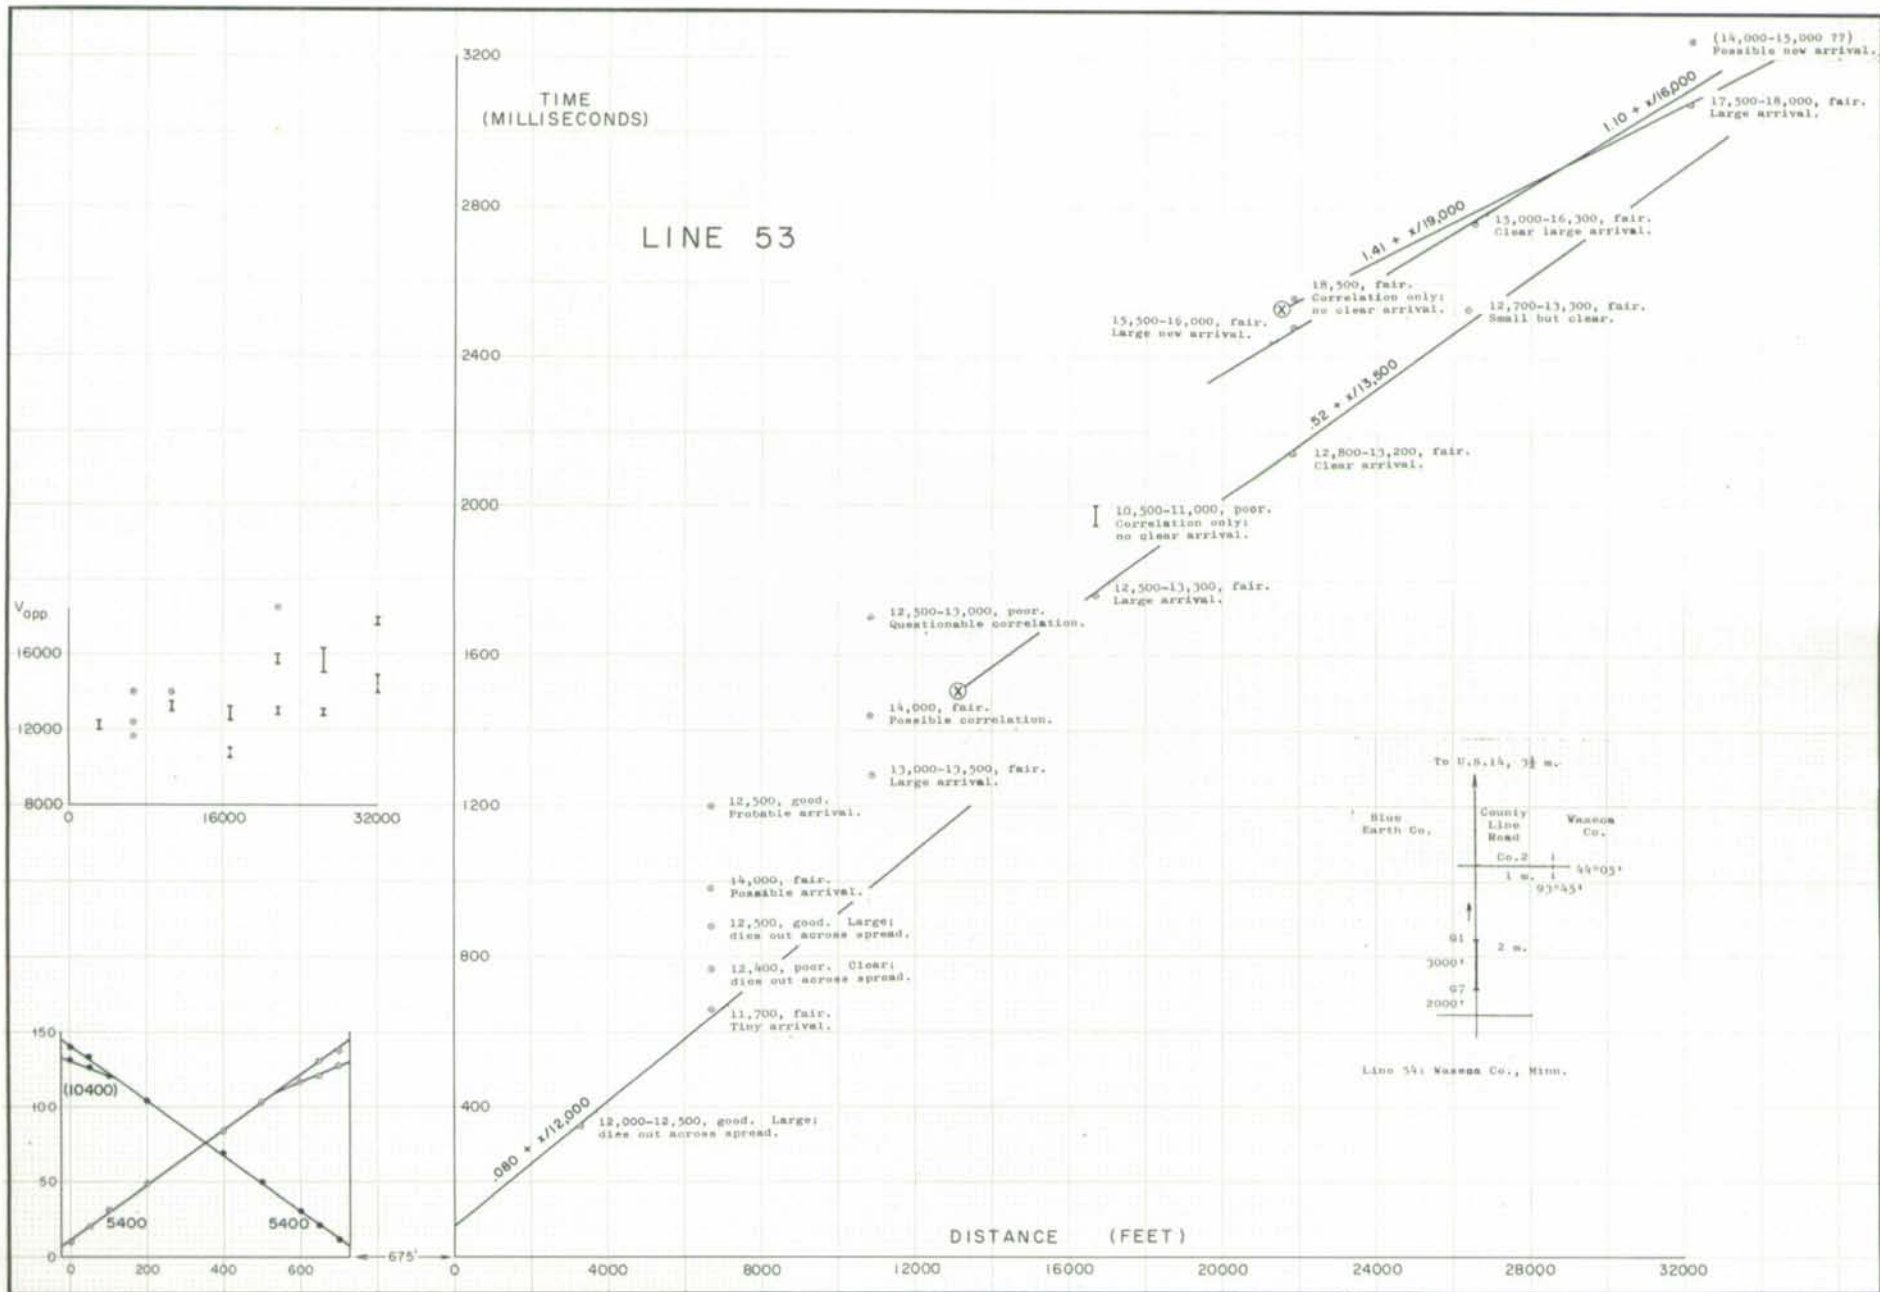 3200
TIME
(MILLISECONDS)
2800
LINE 53
2400
2000
1600
1200
800
400
(14,000-15,000 ??)
Possible new arrival.
1.10 + x/16,000
17,500-18,000, fair.
Large arrival.
1.41 + x/19,000
15,000-16,300, fair.
Clear large arrival.
18,500, fair.
Correlation only;
no clear arrival.
12,700-13,300, fair.
Small but clear.
15,500-16,000, fair.
Large new arrival.
.52 + x/13,500
12,800-13,200, fair.
Clear arrival.
10,500-11,000, poor.
Correlation only;
no clear arrival.
12,500-13,300, fair.
Large arrival.
12,500-13,000, poor.
Questionable correlation.
14,000, fair.
Possible correlation.
13,000-13,500, fair.
Large arrival.
12,500, good.
Probable arrival.
14,000, fair.
Possible arrival.
12,500, good. Large;
dies out across spread.
12,400, poor. Clear;
dies out across spread.
11,700, fair.
Tiny arrival.
12,000-12,500, good. Large;
dies out across spread.
.080 × x/12,000
Vapp
16000
12000
8000
0 16000 32000
150
(10400)
100
50
5400 5400
0
0 200 400 600
675'
DISTANCE (FEET)
0 4000 8000 12000 16000 20000 24000 28000 32000
To U.S.14, 3½ m.
Blue
Earth Co.
County
Line
Road
Waseca
Co.
Co.2
1 m.
44°05'
93°45'
G1
2 m.
3000'
G7
2000'
Line 54: Waseca Co., Minn.